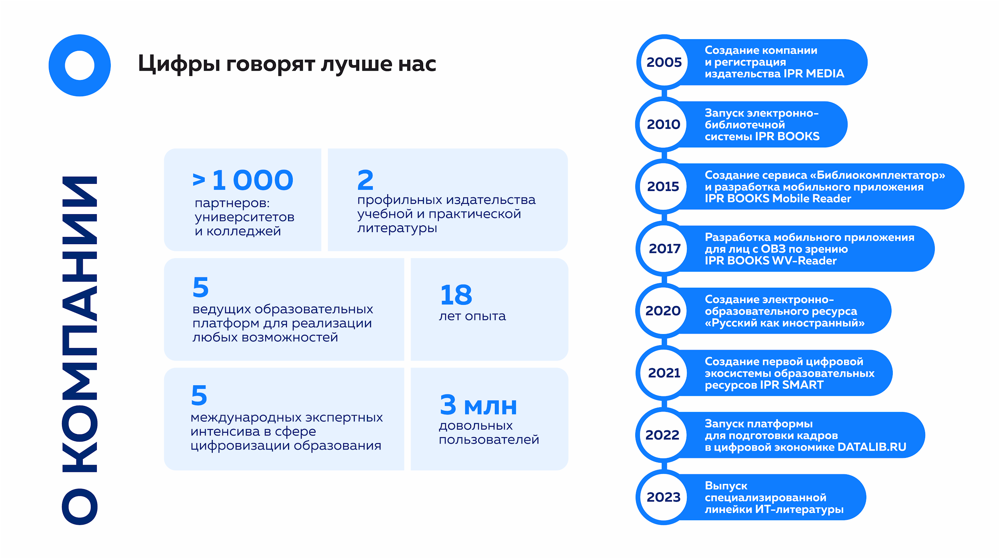 О КОМПАНИИ
Цифры говорят лучше нас
> 1 000
партнеров:
университетов
и колледжей
2
профильных издательства
учебной и практической
литературы
5
ведущих образовательных
платформ для реализации
любых возможностей
18
лет опыта
5
международных экспертных
интенсива в сфере
цифровизации образования
3 млн
довольных
пользователей
2005
Создание компании
и регистрация
издательства IPR MEDIA
2010
Запуск электронно-
библиотечной
системы IPR BOOKS
2015
Создание сервиса «Библиокомплектатор»
и разработка мобильного приложения
IPR BOOKS Mobile Reader
2017
Разработка мобильного приложения
для лиц с ОВЗ по зрению
IPR BOOKS WV-Reader
2020
Создание электронно-
образовательного ресурса
«Русский как иностранный»
2021
Создание первой цифровой
экосистемы образовательных
ресурсов IPR SMART
2022
Запуск платформы
для подготовки кадров
в цифровой экономике DATALIB.RU
2023
Выпуск
специализированной
линейки ИТ-литературы